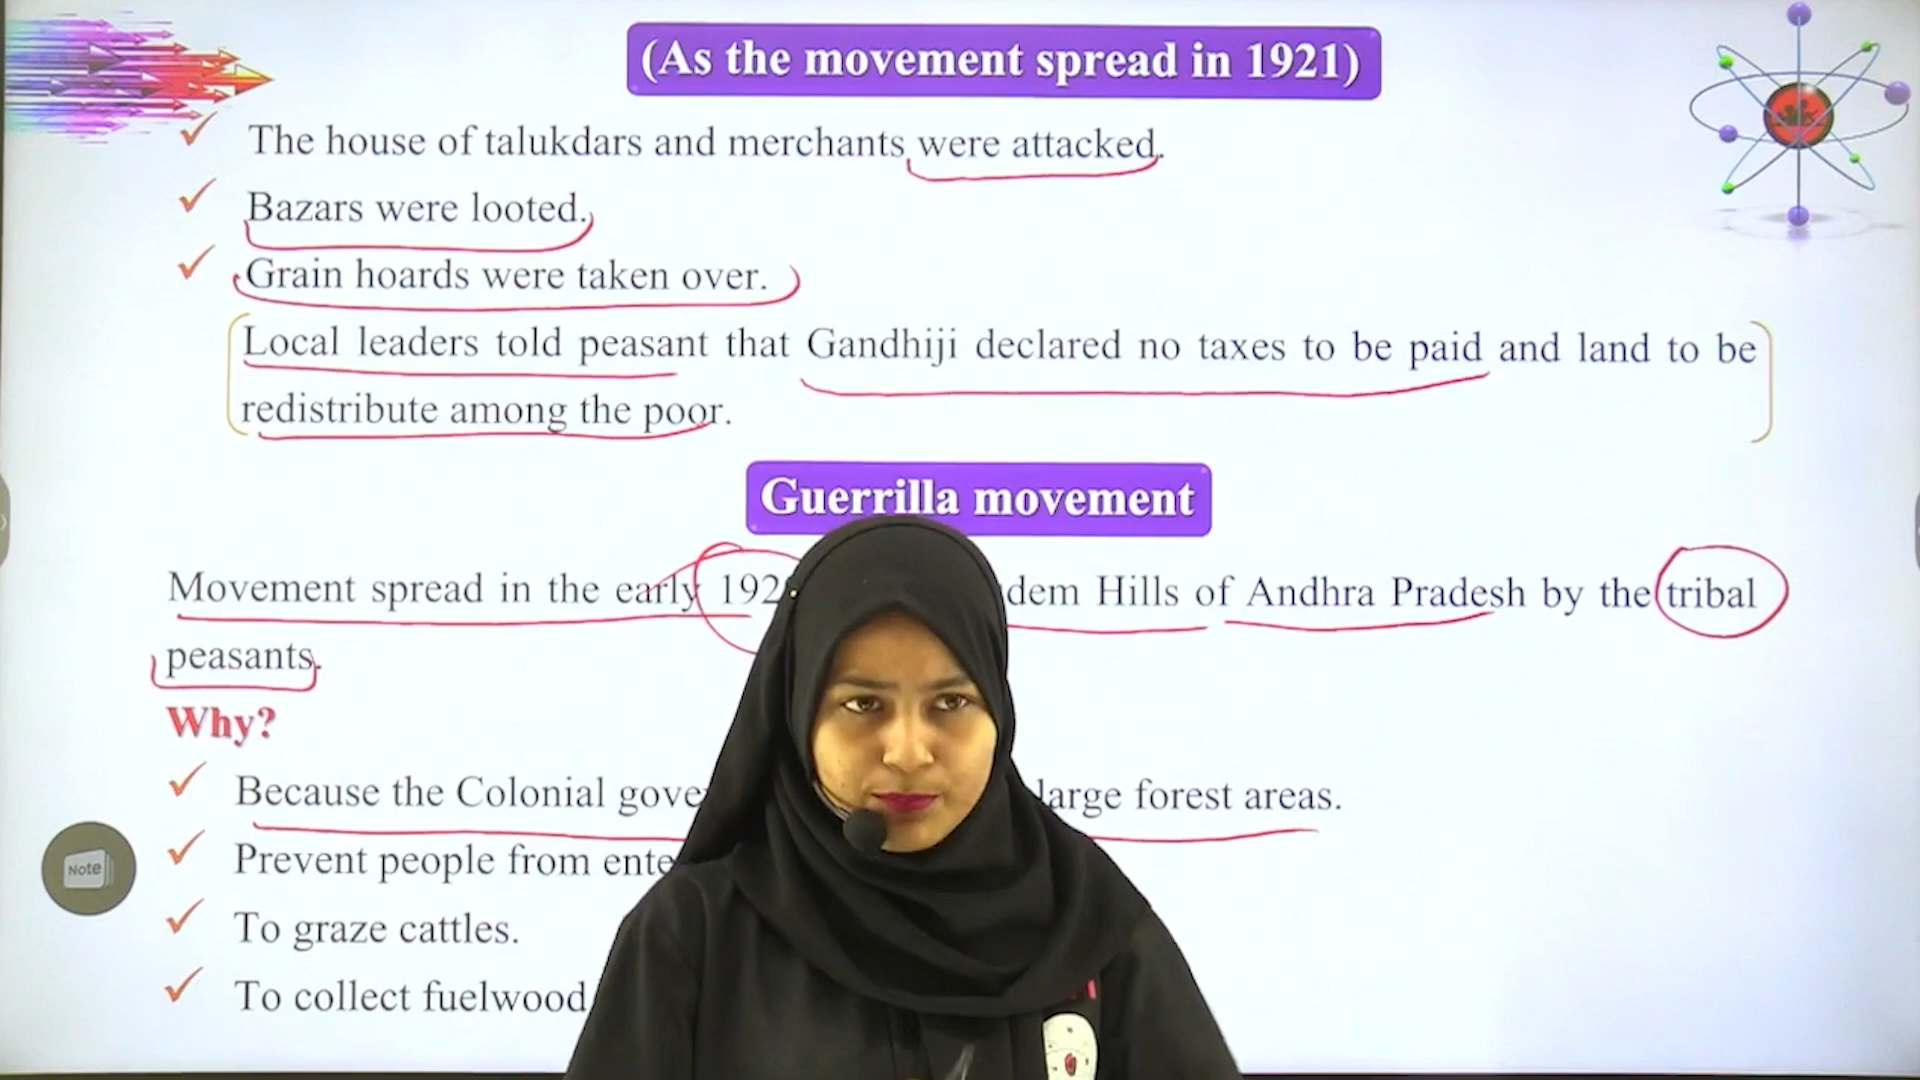 (As the movement spread in 1921)
The house of talukdars and merchants were attacked.
Bazars were looted.
Grain hoards were taken over.
Local leaders told peasant that Gandhiji declared no taxes to be paid and land to be
redistribute among the poor.
Guerrilla movement
Movement spread in the early Hills of Andhra Pradesh by the tribal
peasants.
Why?
Because the Colonial large forest areas.
Prevent people from
To graze cattles.
To collect fuelwood
Note